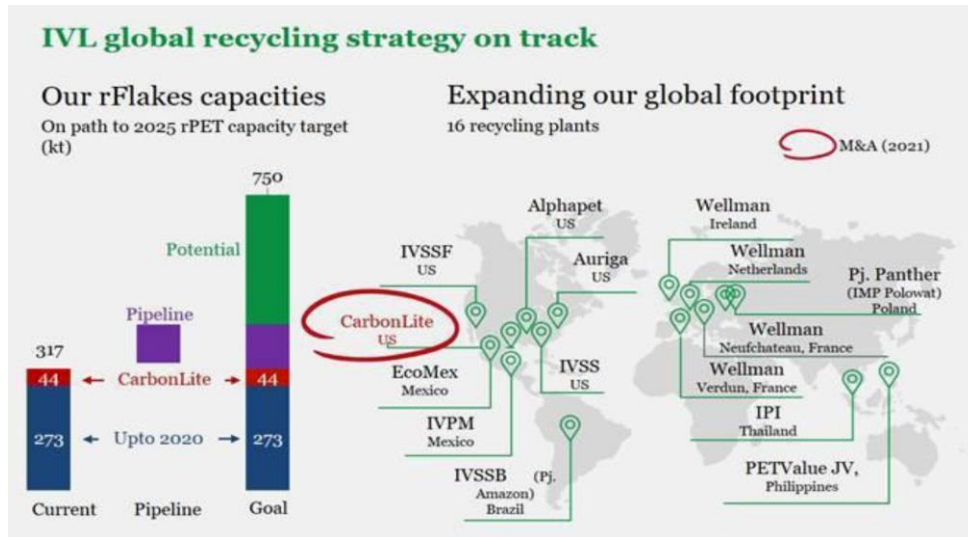 IVL global recycling strategy on track
Our rFlakes capacities
On path to 2025 rPET capacity target
(kt)
750
Potential
Pipeline
317
44
CarbonLite
44
273
Upto 2020
273
Current
Pipeline
Goal
Expanding our global footprint
16 recycling plants
M&A (2021)
Alphapet
US
IVSSF
US
Auriga
US
CarbonLite
US
EcoMex
Mexico
IVSS
US
IVPM
Mexico
IVSSB (Pj.
Amazon)
Brazil
Wellman
Ireland
Wellman
Netherlands
Pj. Panther
(IMP Polowat)
Poland
Wellman
Neufchateau, France
Wellman
Verdun, France
IPI
Thailand
PETValue JV,
Philippines